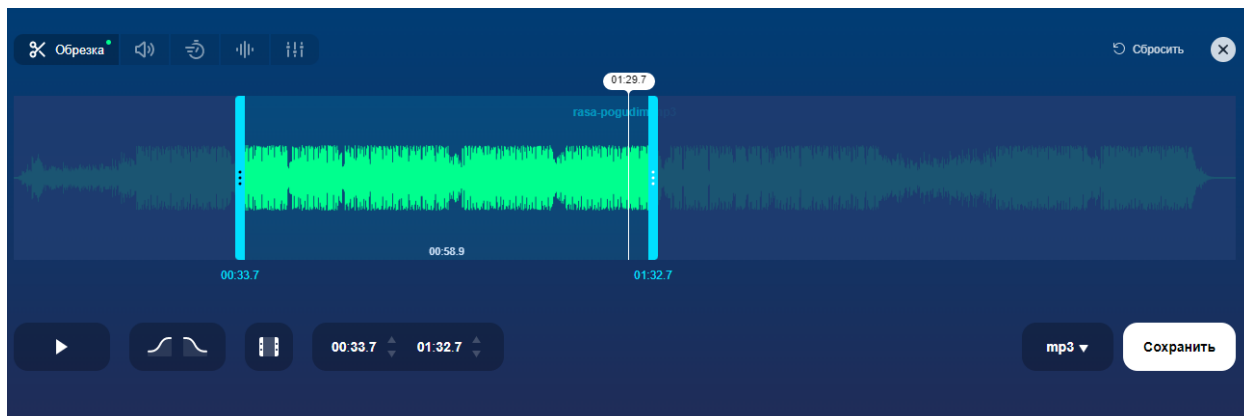 Обрезка
Сбросить
01:29.7
rasa-pogudim.mp3
00:58.9
00:33.7
01:32.7
00:33.7
01:32.7
mp3
Сохранить